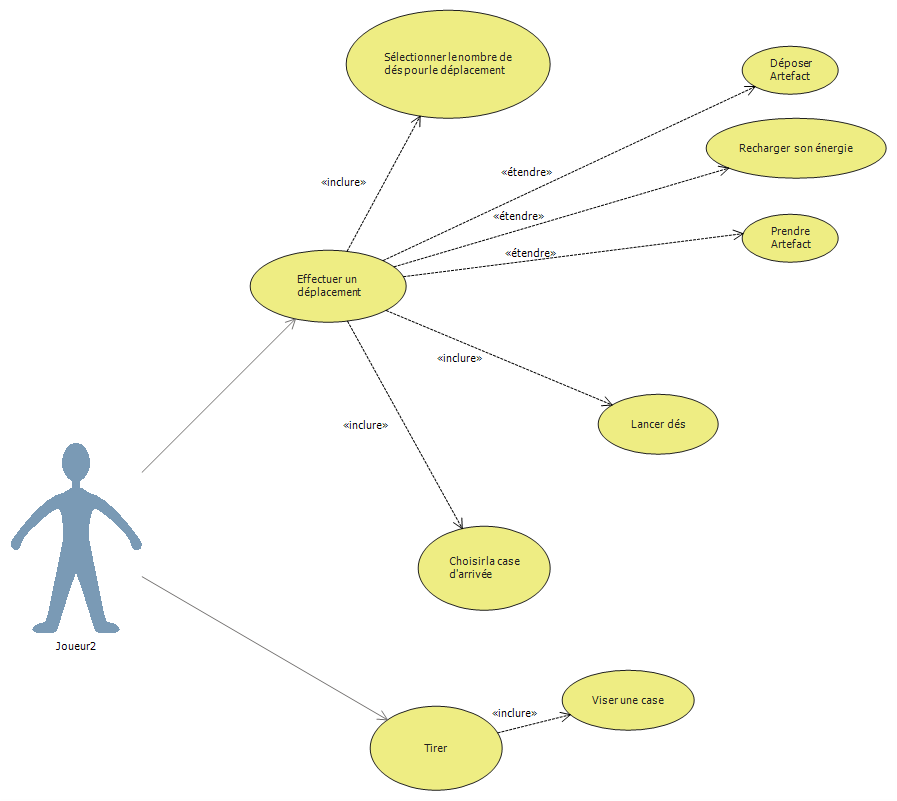 Sélectionner le nombre de
dés pour le déplacement
Déposer
Artefact
«étendre»
Recharger son énergie
«inclure»
«étendre»
Prendre
Artefact
«étendre»
Effectuer un
déplacement
«inclure»
Lancer dés
«inclure»
Choisir la case
d'arrivée
Joueur2
Viser une case
«inclure»
Tirer